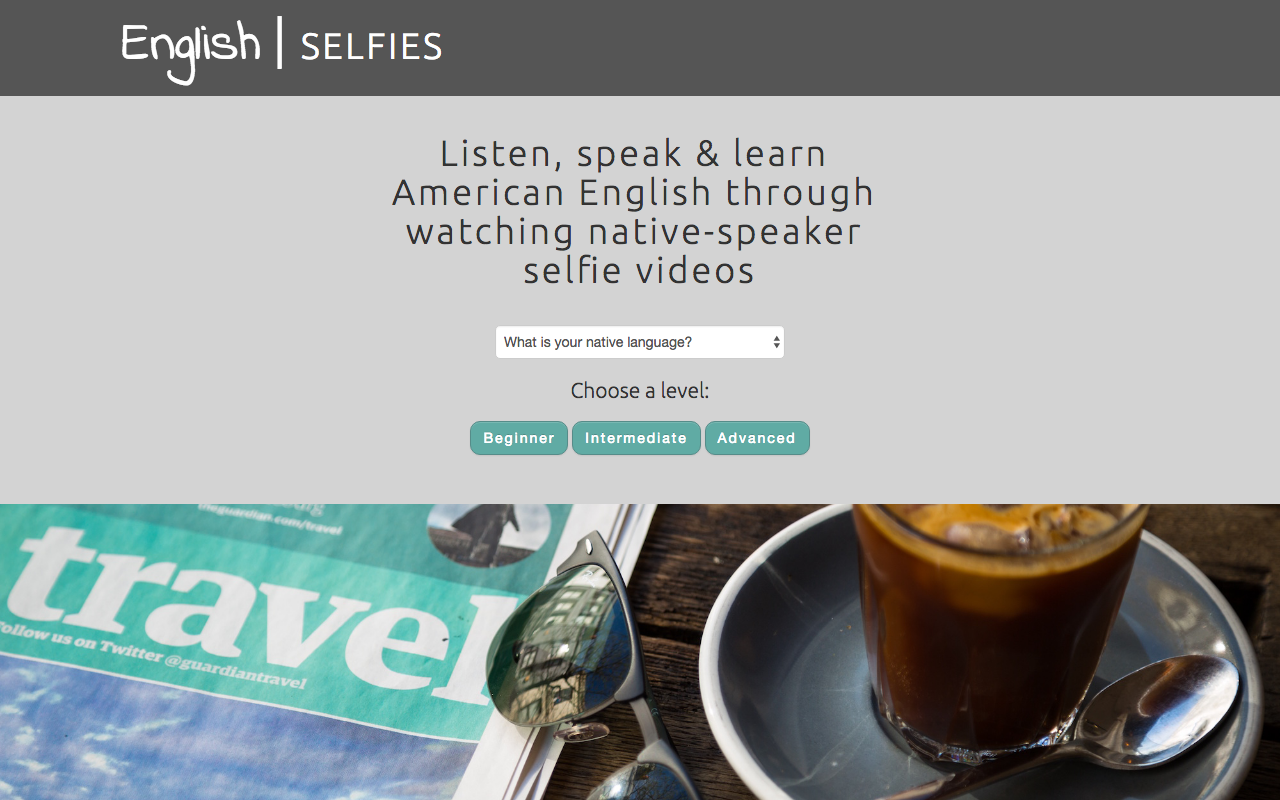 English | SELFIES
Listen, speak & learn
American English through
watching native-speaker
selfie videos
What is your native language?
Choose a level:
Beginner Intermediate Advanced
theguardian.com/travel
travel
Follow us on Twitter @guardiantravel